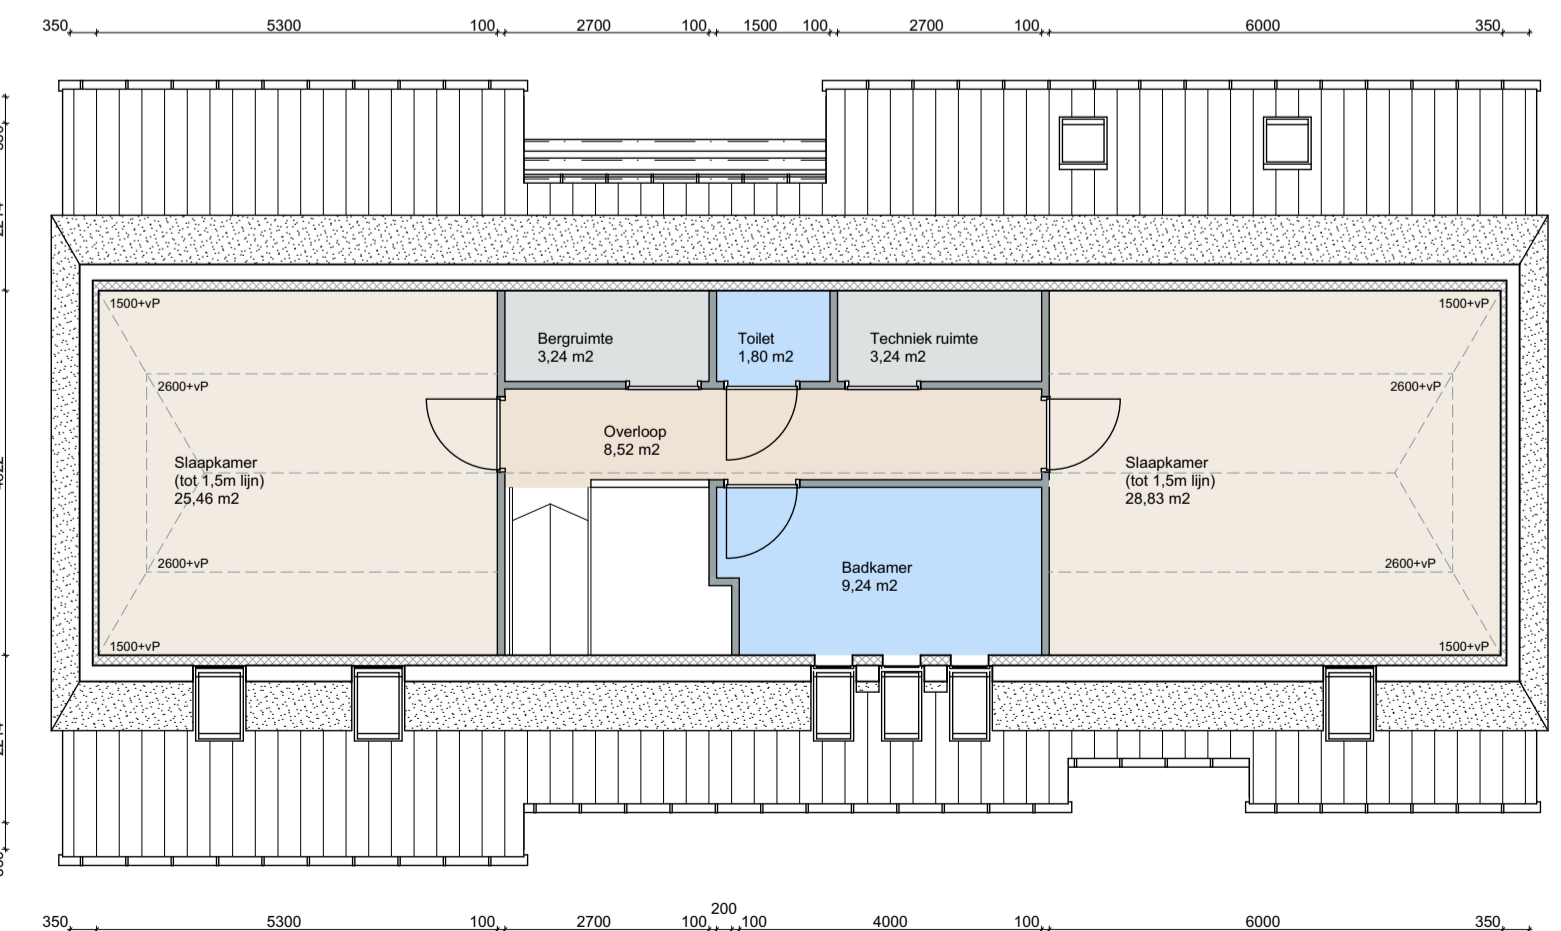 350 5300 100 2700 100 1500 100 2700 100 6000 350
1500+vP
1500+vP
2600+vP
2600+vP
Bergruimte
3,24 m2
Toilet
1,80 m2
Techniek ruimte
3,24 m2
Overloop
8,52 m2
Slaapkamer
(tot 1,5m lijn)
25,46 m2
Slaapkamer
(tot 1,5m lijn)
28,83 m2
2600+vP
2600+vP
Badkamer
9,24 m2
1500+vP
1500+vP
200
350 5300 100 2700 100 100 4000 100 6000 350